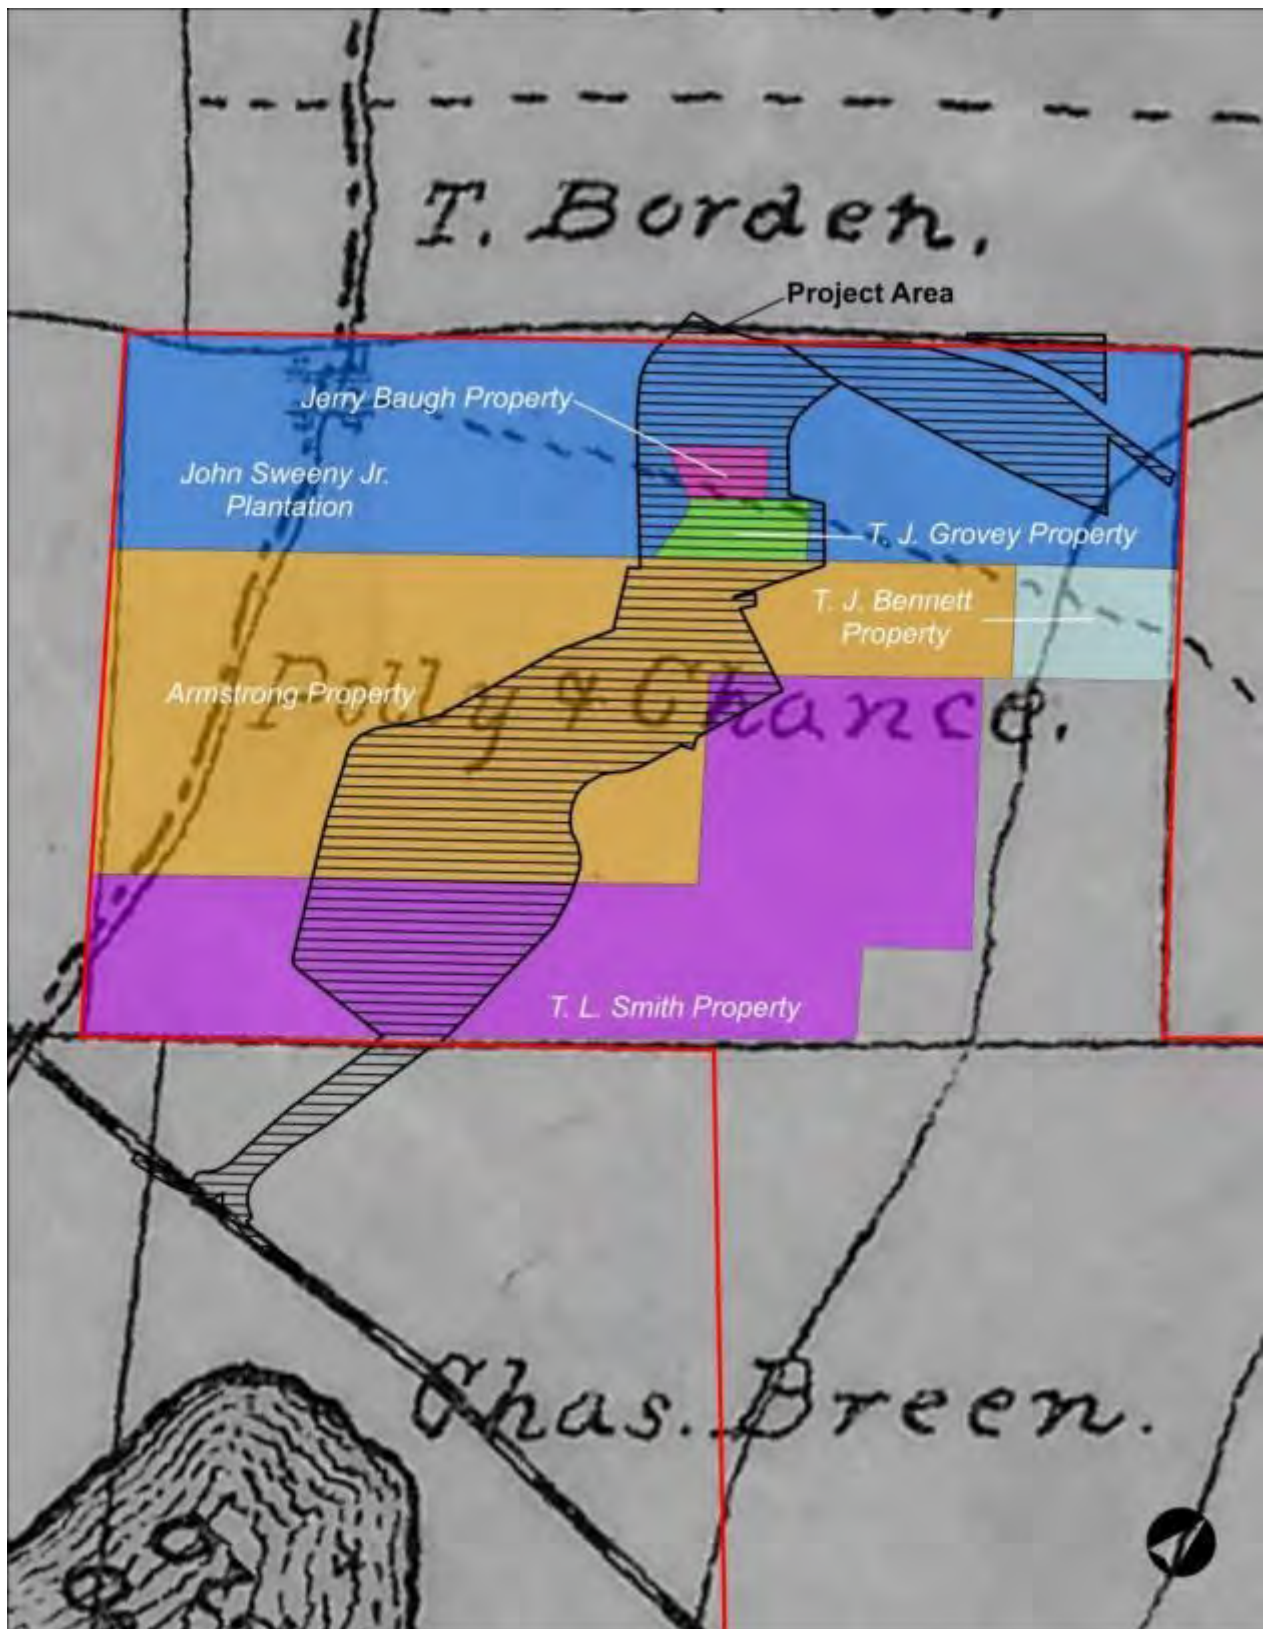 T. Borden.
Project Area
Jerry Baugh Property
John Sweeny Jr.
Plantation
T. J. Grovey Property
T. J. Bennett
Property
Polly & Chance.
Armstrong Property
T. L. Smith Property
Chas. Breen.